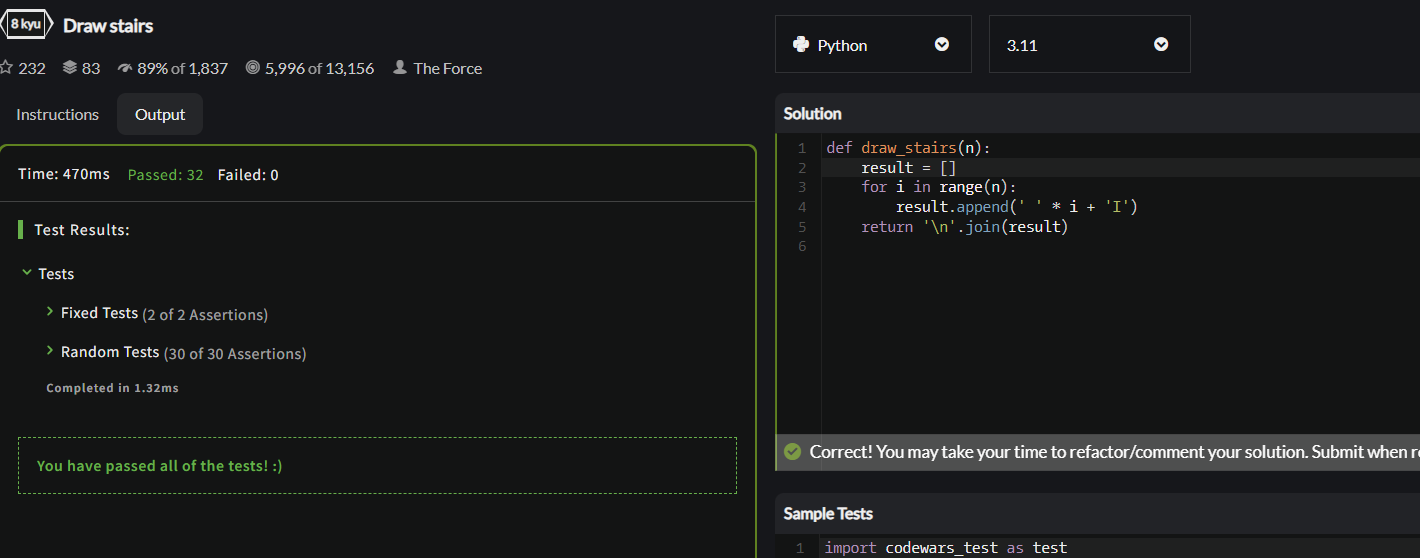 8 kyu Draw stairs
232 83 89% of 1,837 5,996 of 13,156 The Force
Instructions Output
Time: 470ms Passed: 32 Failed: 0
Test Results:
Tests
Fixed Tests (2 of 2 Assertions)
Random Tests (30 of 30 Assertions)
Completed in 1.32ms
You have passed all of the tests! :)
Python 3.11
Solution
1 def draw_stairs(n):
2     result = []
3     for i in range(n):
4         result.append(' ' * i + 'I')
5     return '\n'.join(result)
6
Correct! You may take your time to refactor/comment your solution. Submit when
Sample Tests
1 import codewars_test as test